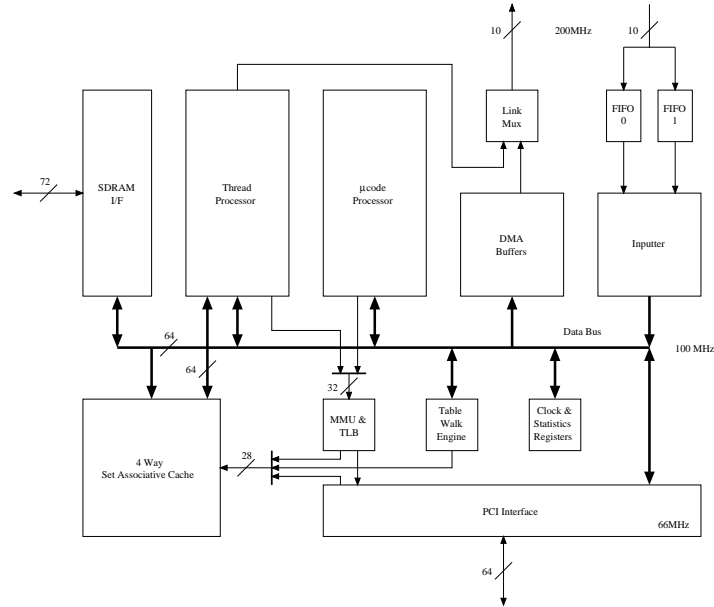 10
200MHz
10
Link
Mux
FIFO
0
FIFO
1
72
SDRAM
I/F
Thread
Processor
μcode
Processor
DMA
Buffers
Inputter
64
Data Bus
100 MHz
64
32
MMU &
TLB
Table
Walk
Engine
Clock &
Statistics
Registers
4 Way
Set Associative Cache
28
PCI Interface
66MHz
64